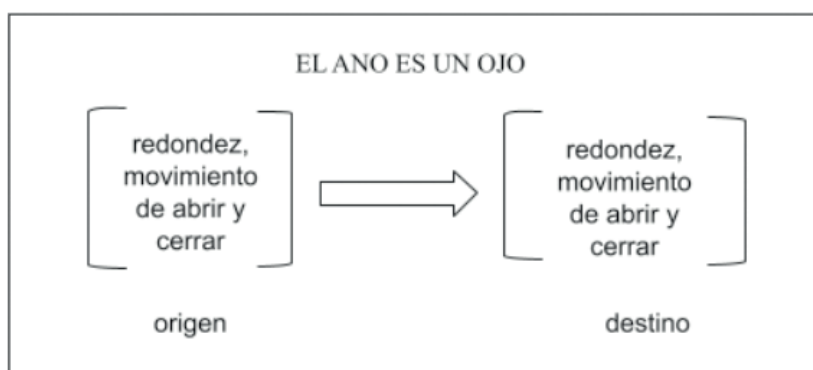 EL ANO ES UN OJO
redondez,
movimiento
de abrir y
cerrar
redondez,
movimiento
de abrir y
cerrar
origen
destino